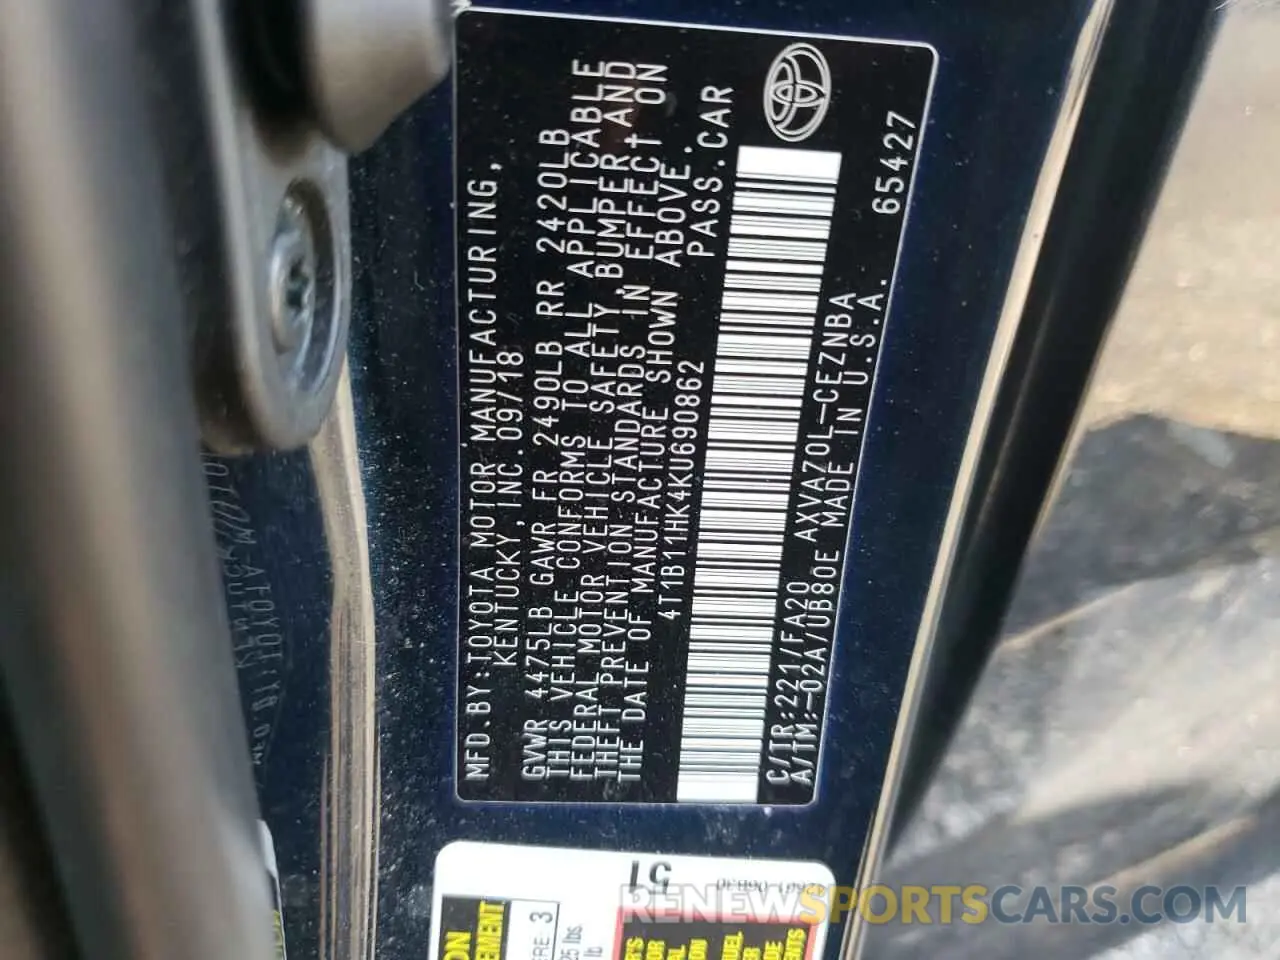 MFD.BY:TOYOTA MOTOR MANUFACTURING,
KENTUCKY,INC.09/18
GVWR 4475LB GAWR FR 2490LB RR 2420LB
THIS VEHICLE CONFORMS TO ALL APPLICABLE
FEDERAL MOTOR VEHICLE SAFETY,BUMPER,AND
THEFT PREVENTION STANDARDS IN EFFECT ON
THE DATE OF MANUFACTURE SHOWN ABOVE.
4T1B11HK4KU690862 PASS.CAR
C/TR:221/FA20 AXVA70L-CEZNBA
A/TM:-02A/UB80E MADE IN U.S.A.
65427
51
RENEWSPORTSCARS.COM